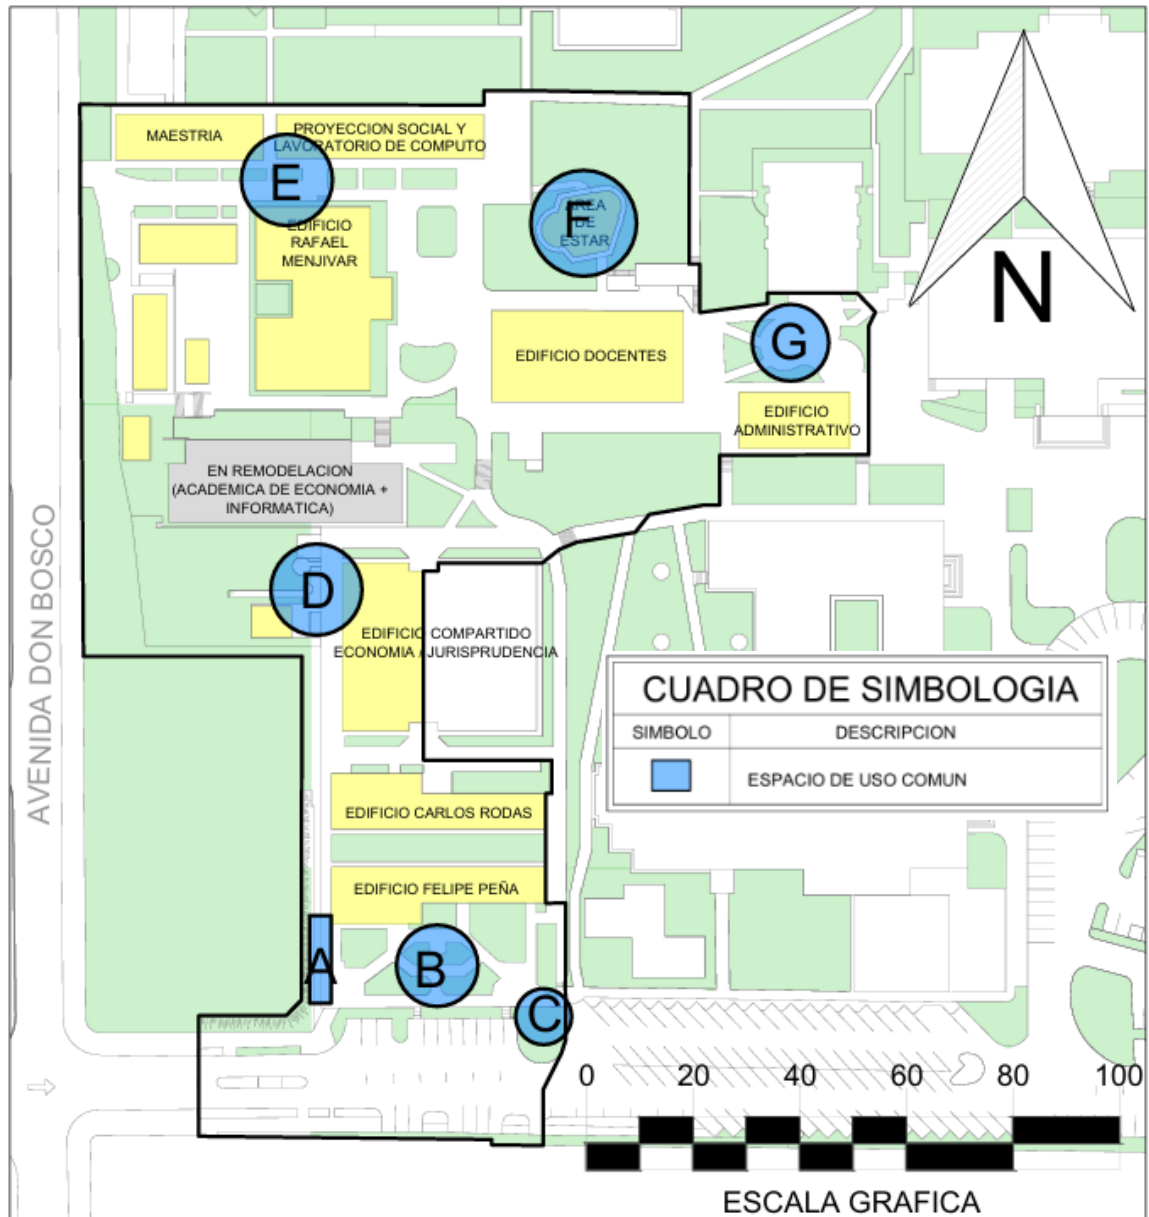 MAESTRIA
PROYECCION SOCIAL Y
LAVORATORIO DE COMPUTO
E
EDIFICIO
RAFAEL
MENJIVAR
F
AREA
DE
ESTAR
N
G
EDIFICIO DOCENTES
EDIFICIO
ADMINISTRATIVO
EN REMODELACION
(ACADEMICA DE ECONOMIA +
INFORMATICA)
AVENIDA DON BOSCO
D
EDIFICIO COMPARTIDO
ECONOMIA / JURISPRUDENCIA
CUADRO DE SIMBOLOGIA
SIMBOLO DESCRIPCION
ESPACIO DE USO COMUN
EDIFICIO CARLOS RODAS
EDIFICIO FELIPE PEÑA
A
B
C
0 20 40 60 80 100
ESCALA GRAFICA